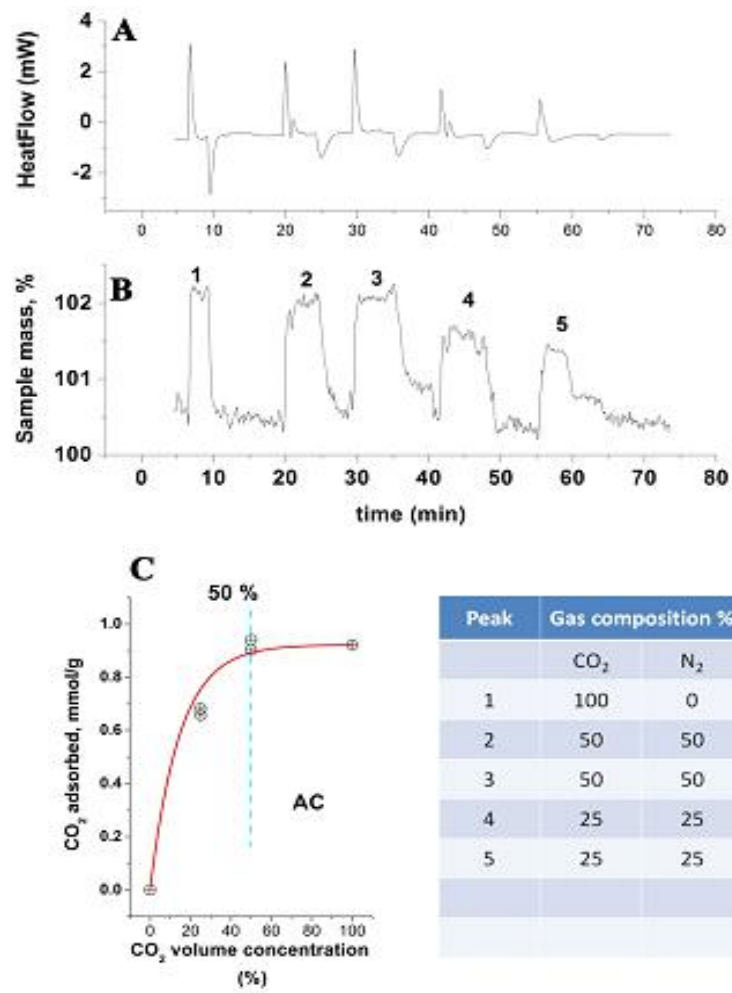 A
HeatFlow (mW)
4
2
0
-2
0 10 20 30 40 50 60 70 80
B
Sample mass, %
1 2 3 4 5
102
101
100
0 10 20 30 40 50 60 70 80
time (min)
C
50 %
CO₂ adsorbed, mmol/g
1.0
0.8
0.6
0.4
0.2
0.0
AC
0 20 40 60 80 100
CO₂ volume concentration
(%)
Peak Gas composition %
CO₂ N₂
1 100 0
2 50 50
3 50 50
4 25 25
5 25 25